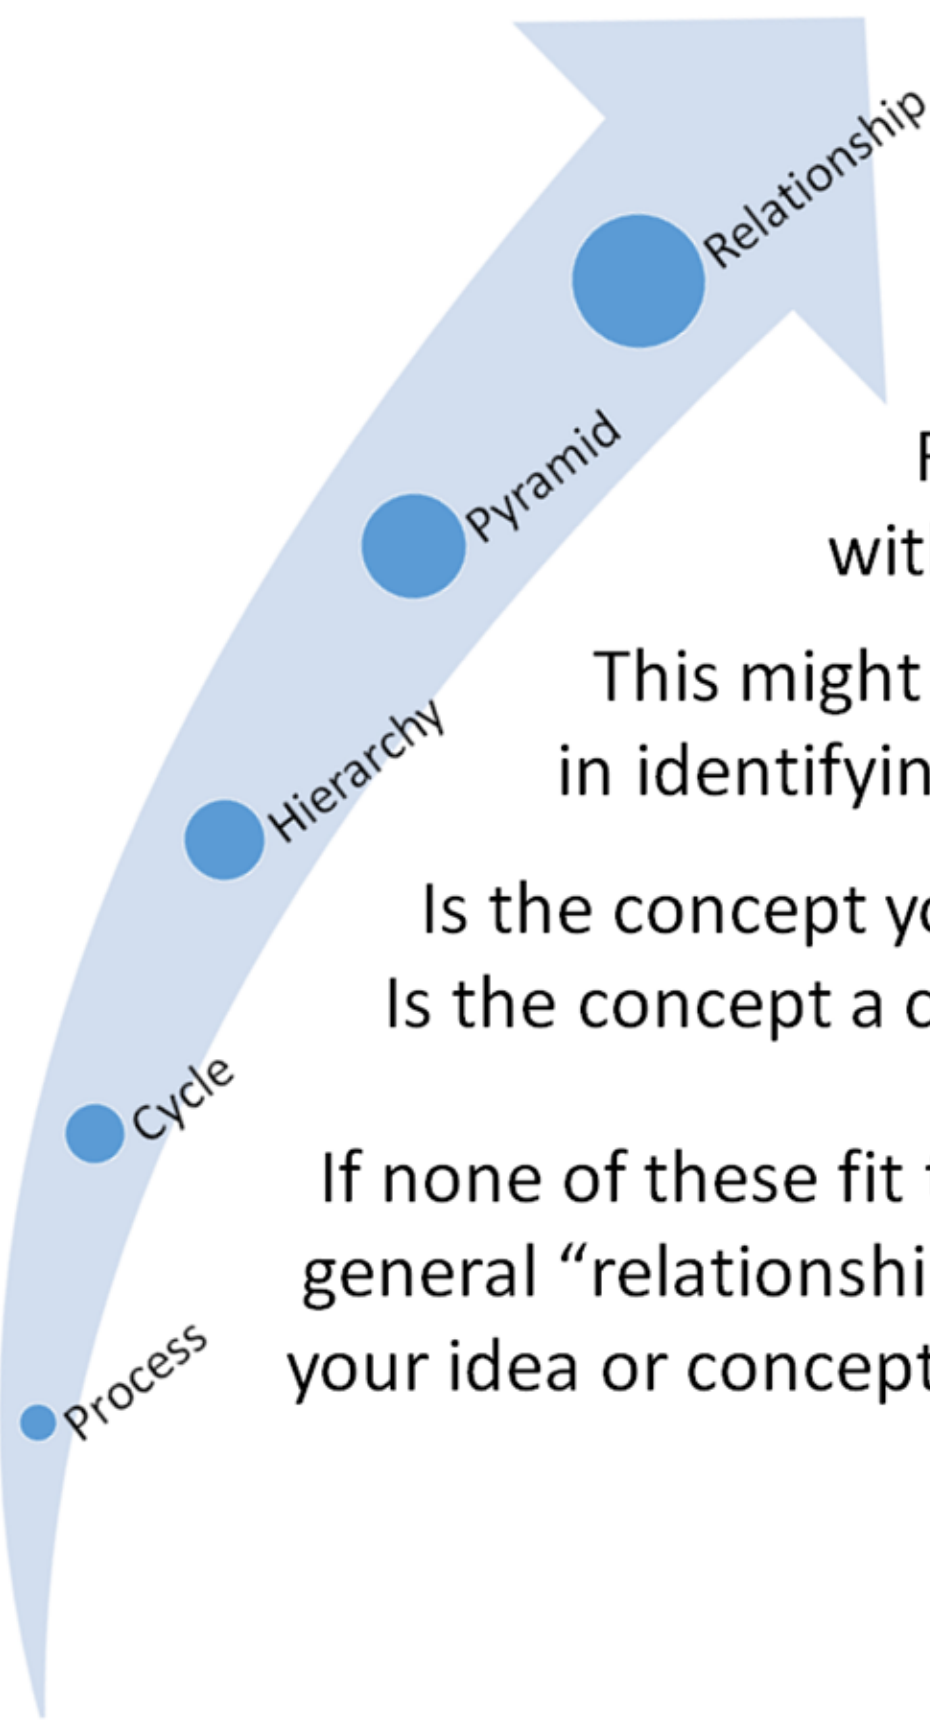 Relationship
Pyramid
Hierarchy
Cycle
Process
This might
in identifyin
Is the concept yo
Is the concept a c
If none of these fit t
general “relationshi
your idea or concept